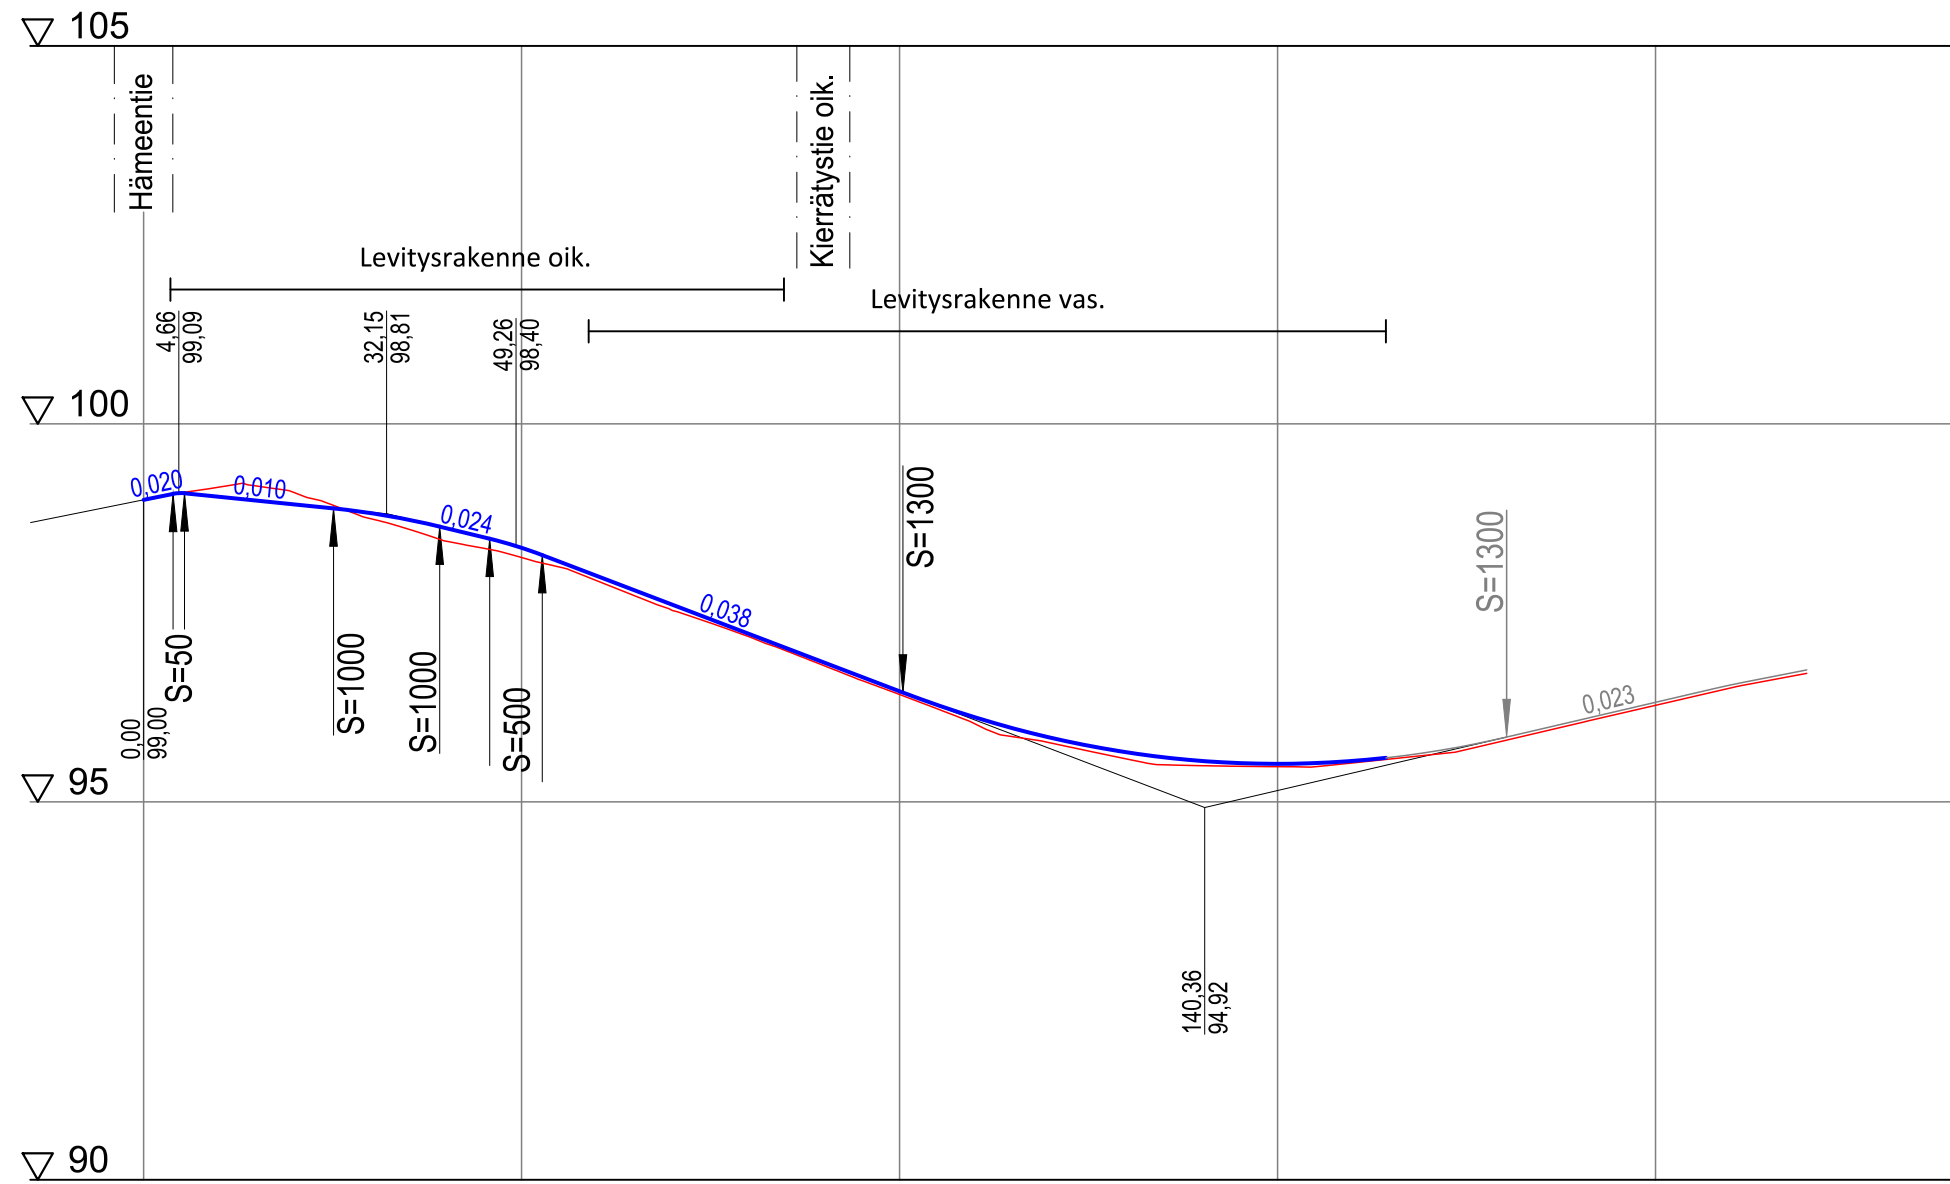 105
Hämeentie
Kierrätystie oik.
Levitysrakenne oik.
Levitysrakenne vas.
4,66
99,09
32,15
98,81
49,26
98,40
100
0,020
0,010
0,024
0,038
S=1300
S=1300
0,023
S=50
S=1000
S=1000
S=500
0,00
99,00
95
140,36
94,92
90